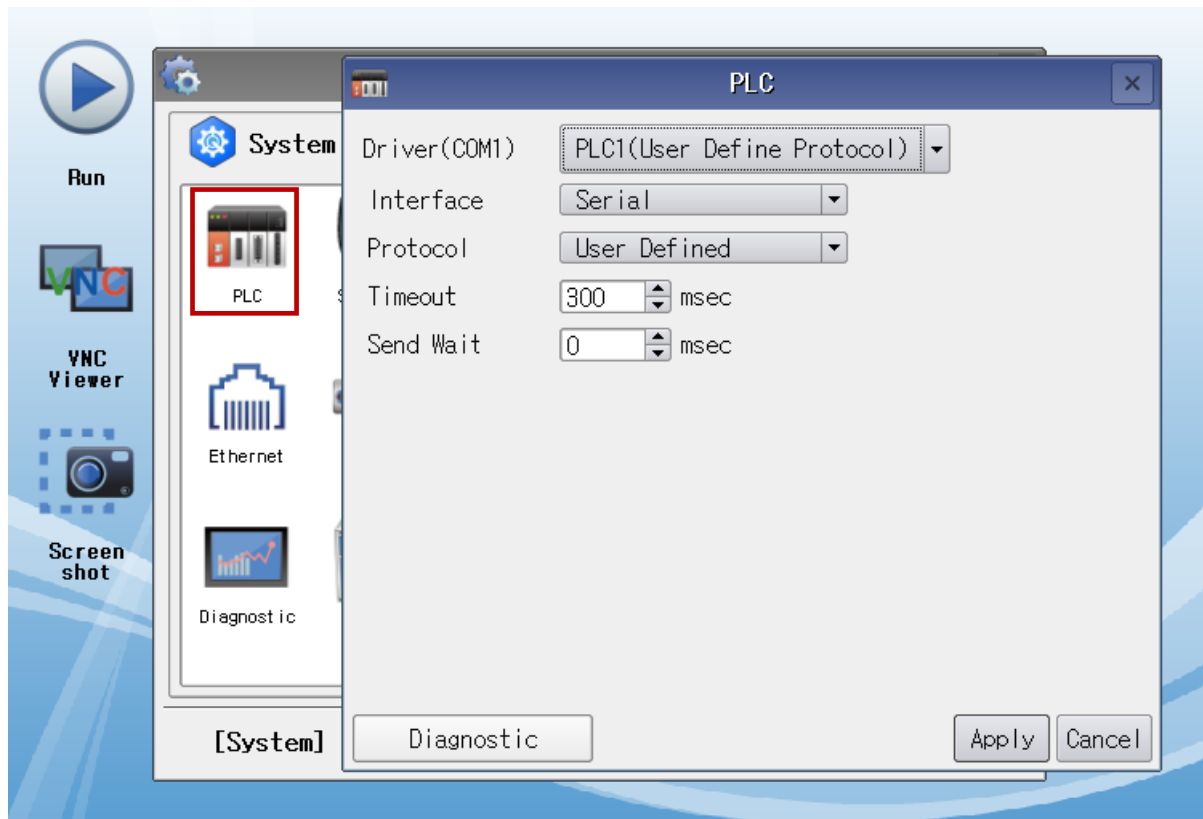 Run
VNC
VNC
Viewer
Screen
shot
System
PLC
Ethernet
Diagnostic
[System]
PLC
Driver(COM1) PLC1(User Define Protocol)
Interface Serial
Protocol User Defined
Timeout 300 msec
Send Wait 0 msec
Diagnostic Apply Cancel